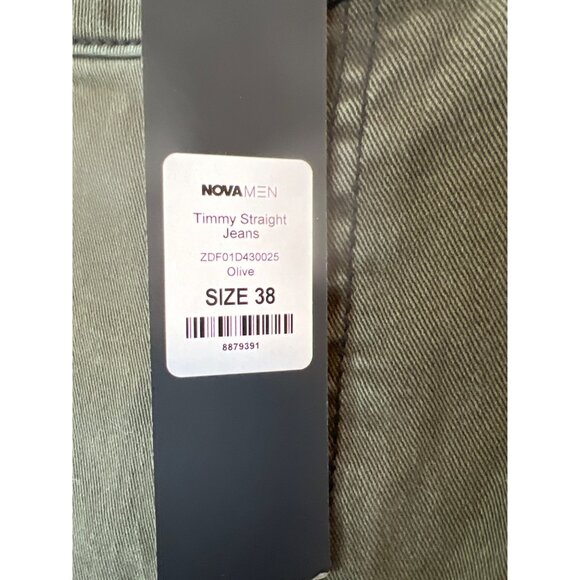 NOVAMEN
Timmy Straight
Jeans
ZDF01D430025
Olive
SIZE 38
8879391